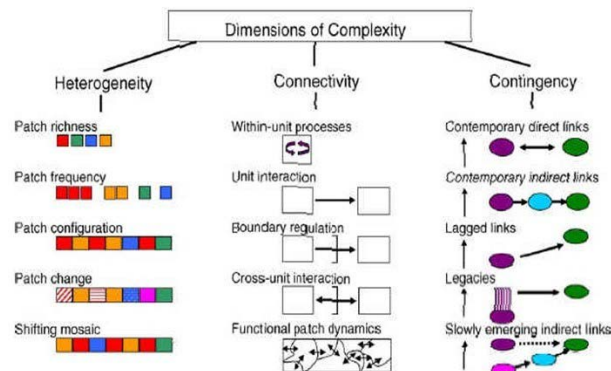 Dimensions of Complexity
Heterogeneity
Connectivity
Contingency
Patch richness
Within-unit processes
Contemporary direct links
Patch frequency
Unit interaction
Contemporary indirect links
Patch configuration
Boundary regulation
Lagged links
Patch change
Cross-unit interaction
Legacies
Shifting mosaic
Functional patch dynamics
Slowly emerging indirect links